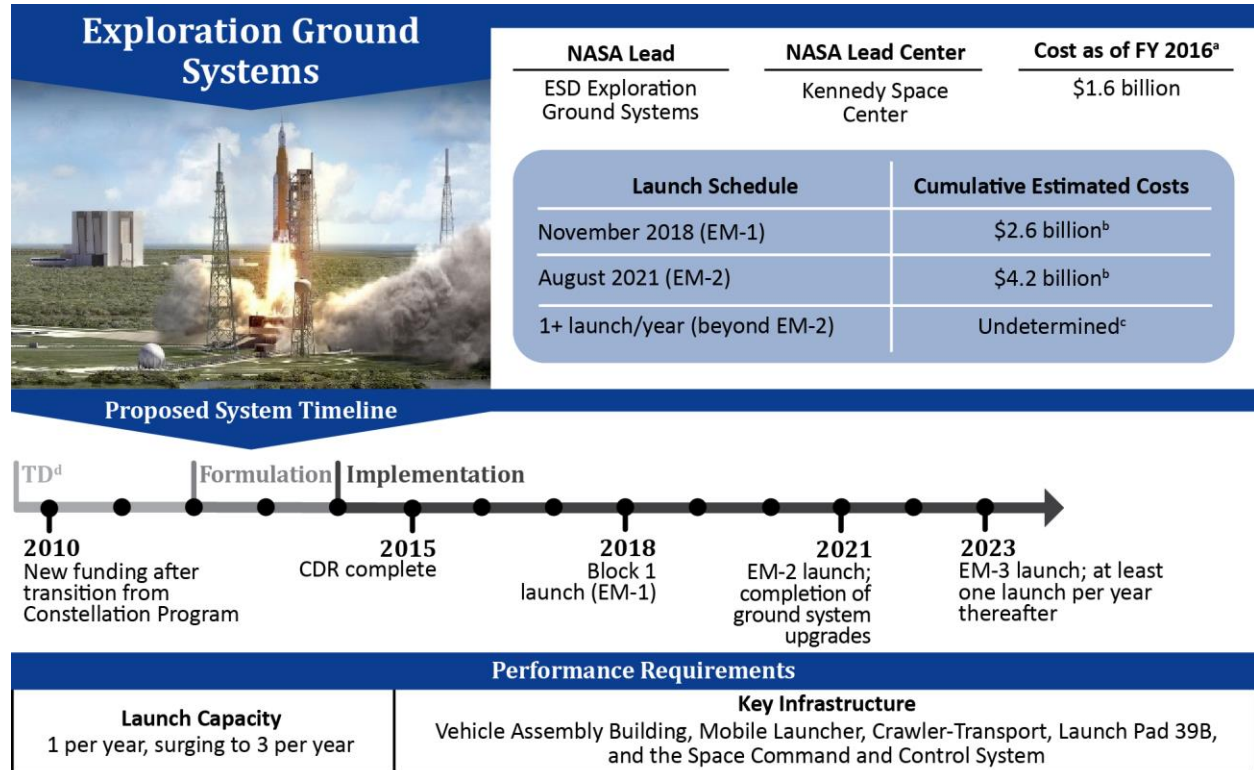 Exploration Ground
Systems
NASA Lead
ESD Exploration
Ground Systems
NASA Lead Center
Kennedy Space
Center
Cost as of FY 2016ª
$1.6 billion
Launch Schedule
Cumulative Estimated Costs
November 2018 (EM-1)
$2.6 billionᵇ
August 2021 (EM-2)
$4.2 billionᵇ
1+ launch/year (beyond EM-2)
Undeterminedᶜ
Proposed System Timeline
TDᵈ
Formulation
Implementation
2010
New funding after
transition from
Constellation Program
2015
CDR complete
2018
Block 1
launch (EM-1)
2021
EM-2 launch;
completion of
ground system
upgrades
2023
EM-3 launch; at least
one launch per year
thereafter
Performance Requirements
Launch Capacity
1 per year, surging to 3 per year
Key Infrastructure
Vehicle Assembly Building, Mobile Launcher, Crawler-Transport, Launch Pad 39B,
and the Space Command and Control System